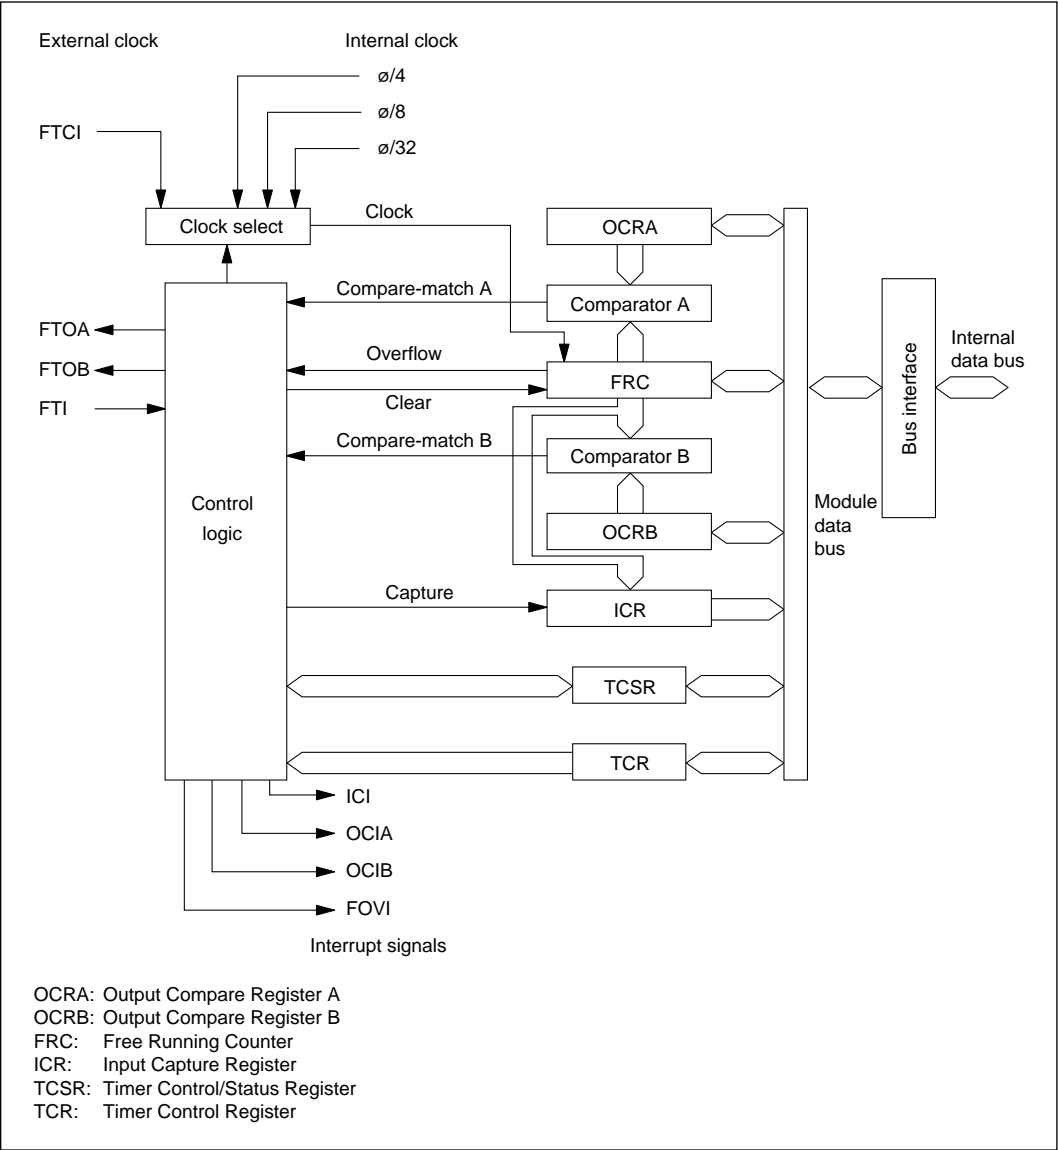 External clock
Internal clock
ø/4
ø/8
FTCI
ø/32
Clock select
Clock
OCRA
Compare-match A
Comparator A
FTOA
FTOB
FTI
Overflow
FRC
Clear
Compare-match B
Comparator B
Control
logic
OCRB
Capture
ICR
TCSR
TCR
Module
data
bus
Bus interface
Internal
data bus
ICI
OCIA
OCIB
FOVI
Interrupt signals
OCRA: Output Compare Register A
OCRB: Output Compare Register B
FRC: Free Running Counter
ICR: Input Capture Register
TCSR: Timer Control/Status Register
TCR: Timer Control Register